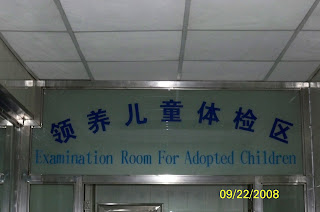 领养儿童体检区
Examination Room For Adopted Children
09/22/2008